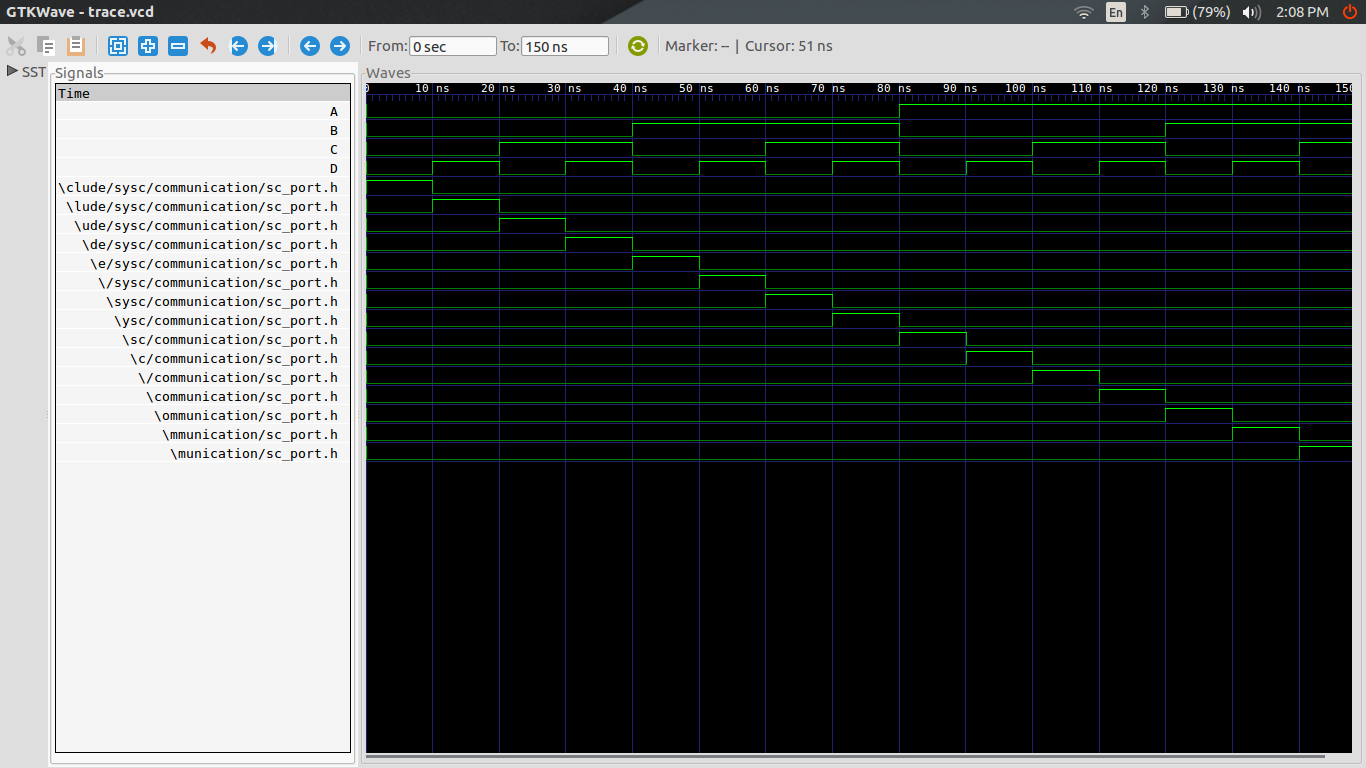 GTKWave - trace.vcd
En
(79%)
2:08 PM
From: 0 sec To: 150 ns
Marker: -- | Cursor: 51 ns
SST
Signals
Waves
Time
0 10 ns 20 ns 30 ns 40 ns 50 ns 60 ns 70 ns 80 ns 90 ns 100 ns 110 ns 120 ns 130 ns 140 ns 150
A
B
C
D
\clude/sysc/communication/sc_port.h
\lude/sysc/communication/sc_port.h
\ude/sysc/communication/sc_port.h
\de/sysc/communication/sc_port.h
\e/sysc/communication/sc_port.h
\/sysc/communication/sc_port.h
\sysc/communication/sc_port.h
\ysc/communication/sc_port.h
\sc/communication/sc_port.h
\c/communication/sc_port.h
\/communication/sc_port.h
\communication/sc_port.h
\ommunication/sc_port.h
\mmunication/sc_port.h
\munication/sc_port.h